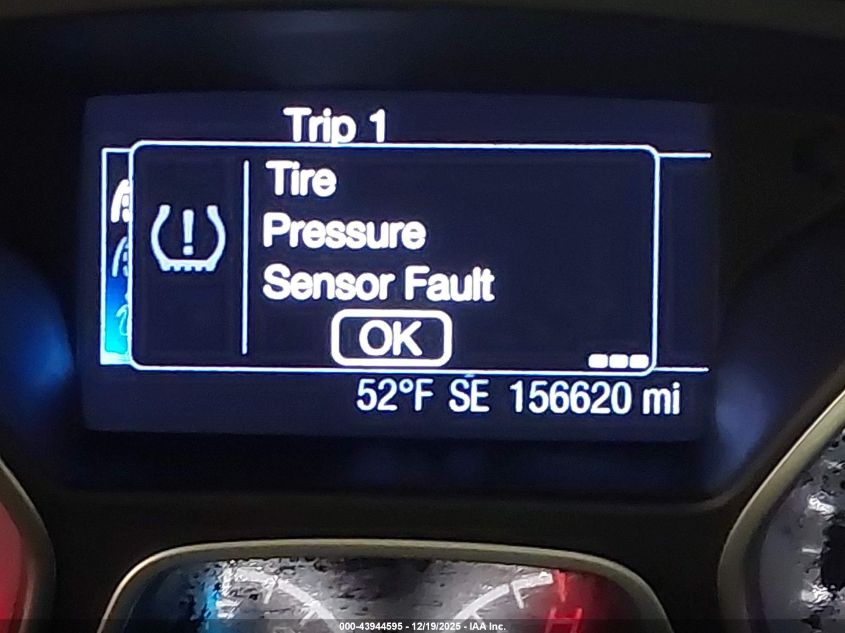 Trip 1
Tire
Pressure
Sensor Fault
OK
52°F SE 156620 mi
000-43944595 - 12/19/2025 - IAA Inc.